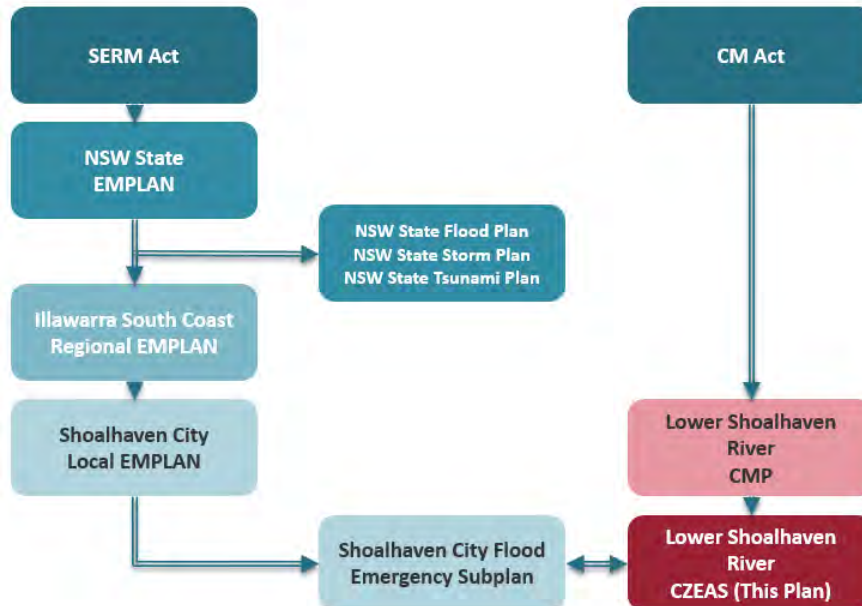 SERM Act
CM Act
NSW State
EMPLAN
NSW State Flood Plan
NSW State Storm Plan
NSW State Tsunami Plan
Illawarra South Coast
Regional EMPLAN
Shoalhaven City
Local EMPLAN
Lower Shoalhaven
River
CMP
Shoalhaven City Flood
Emergency Subplan
Lower Shoalhaven
River
CZEAS (This Plan)